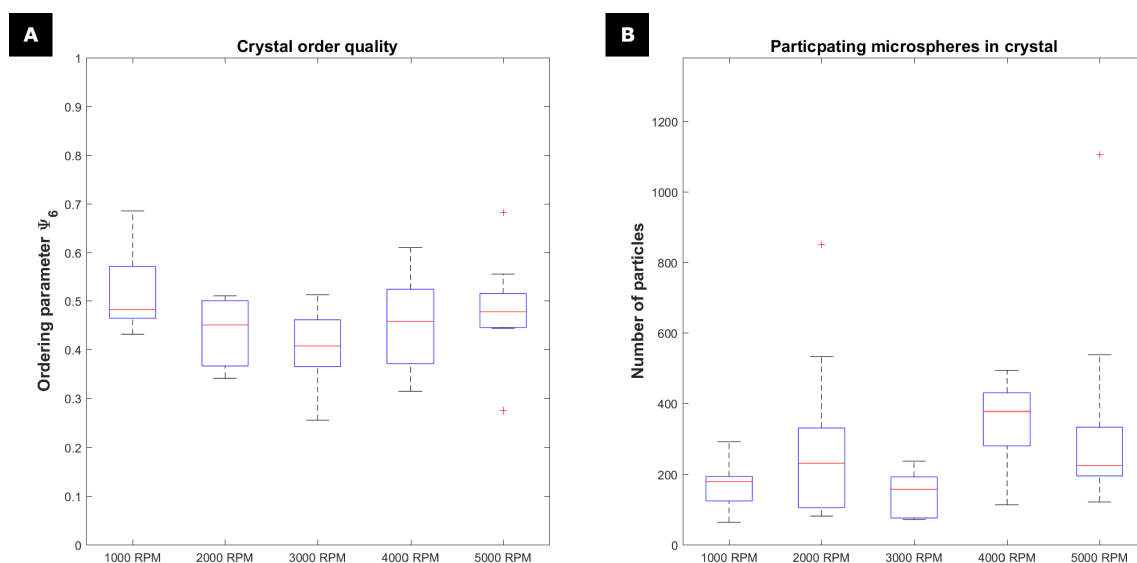 A
Crystal order quality
Ordering parameter Ψ6
1
0.9
0.8
0.7
0.6
0.5
0.4
0.3
0.2
0.1
0
1000 RPM 2000 RPM 3000 RPM 4000 RPM 5000 RPM
B
Particpating microspheres in crystal
Number of particles
1200
1000
800
600
400
200
0
1000 RPM 2000 RPM 3000 RPM 4000 RPM 5000 RPM